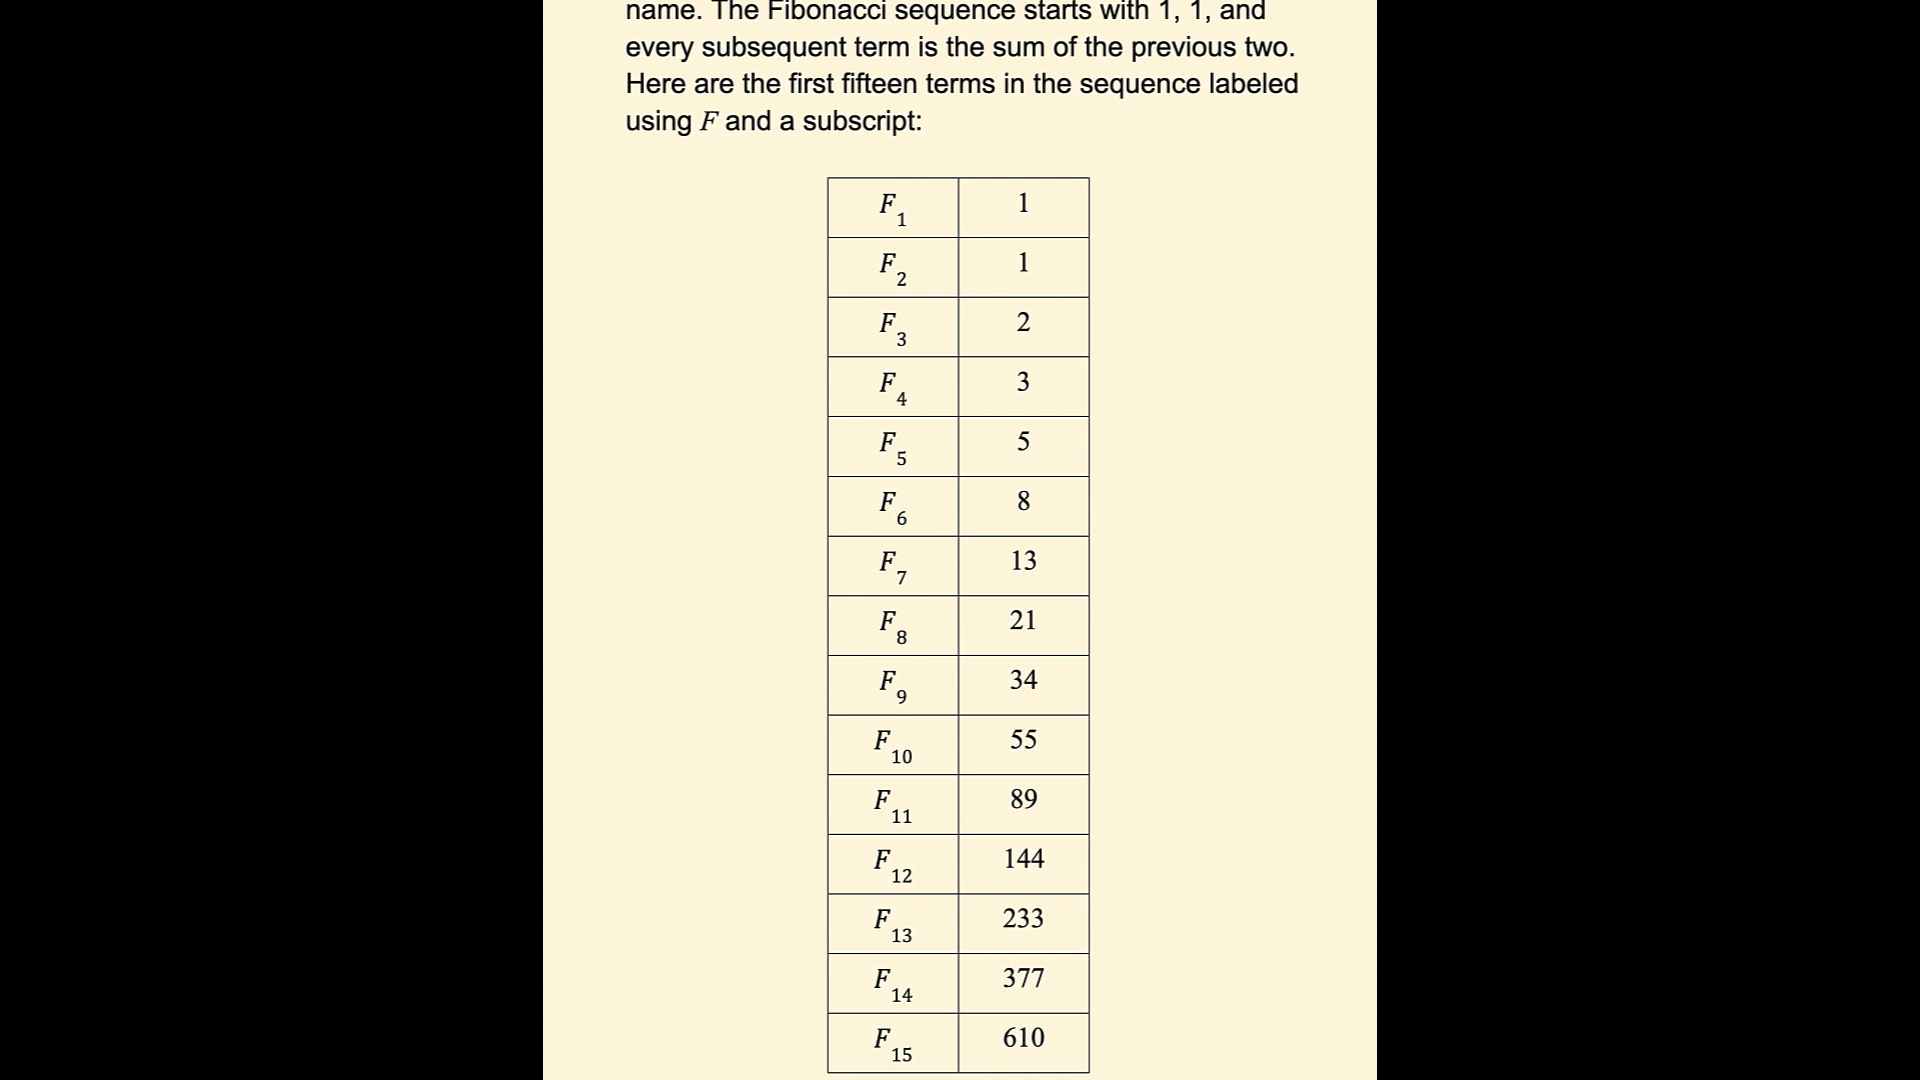 name. The Fibonacci sequence starts with 1, 1, and
every subsequent term is the sum of the previous two.
Here are the first fifteen terms in the sequence labeled
using F and a subscript:
F₁ 1
F₂ 1
F₃ 2
F₄ 3
F₅ 5
F₆ 8
F₇ 13
F₈ 21
F₉ 34
F₁₀ 55
F₁₁ 89
F₁₂ 144
F₁₃ 233
F₁₄ 377
F₁₅ 610